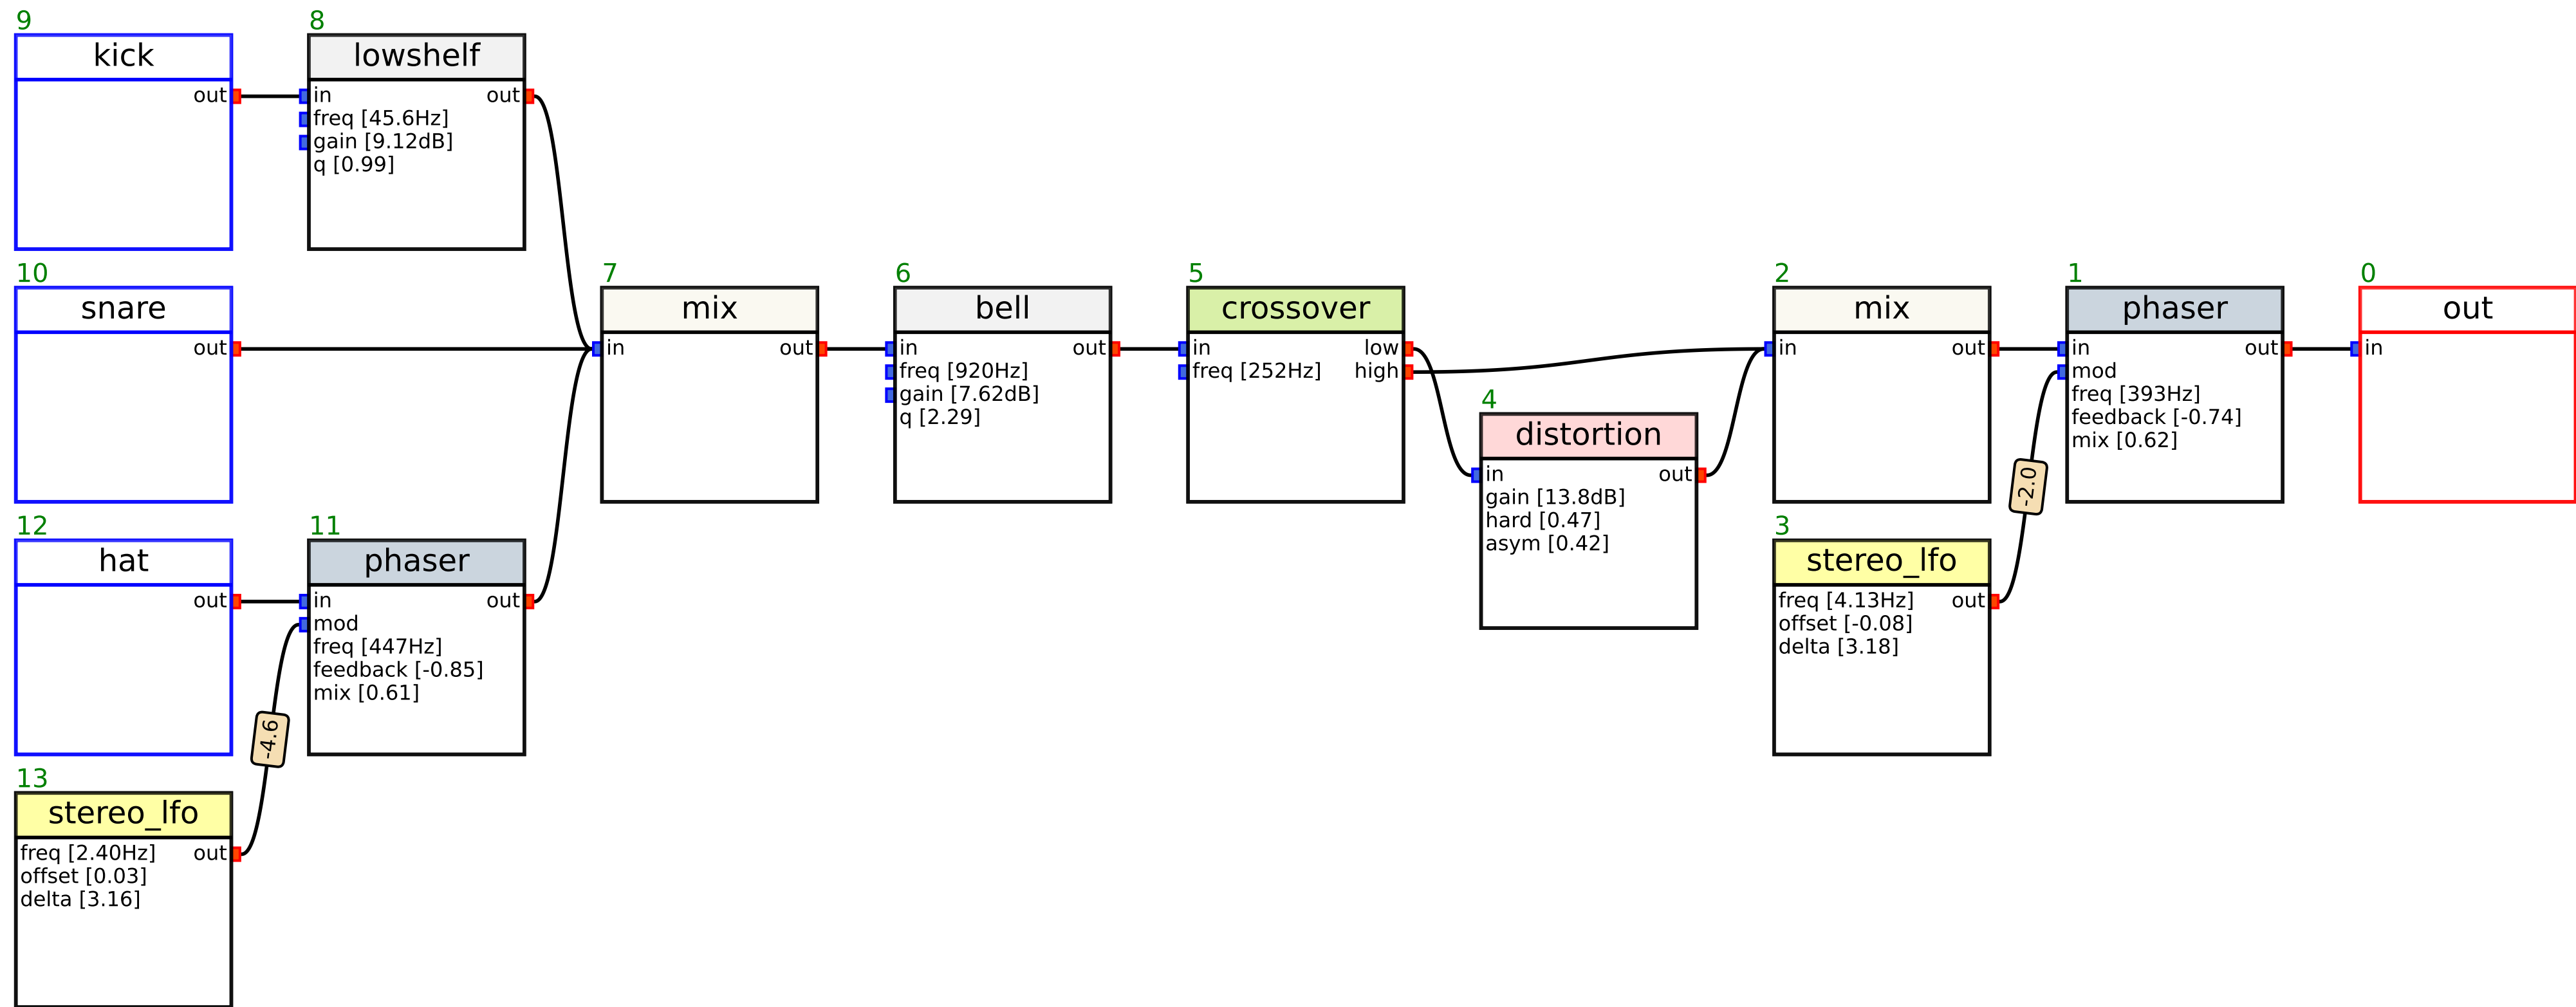 9
kick
out
8
lowshelf
in out
freq [45.6Hz]
gain [9.12dB]
q [0.99]
10
snare
out
7
mix
in out
6
bell
in out
freq [920Hz]
gain [7.62dB]
q [2.29]
5
crossover
in low
freq [252Hz] high
4
distortion
in out
gain [13.8dB]
hard [0.47]
asym [0.42]
2
mix
in out
1
phaser
in out
mod
freq [393Hz]
feedback [-0.74]
mix [0.62]
0
out
in
-2.0
3
stereo_lfo
freq [4.13Hz] out
offset [-0.08]
delta [3.18]
12
hat
out
11
phaser
in out
mod
freq [447Hz]
feedback [-0.85]
mix [0.61]
-4.6
13
stereo_lfo
freq [2.40Hz] out
offset [0.03]
delta [3.16]